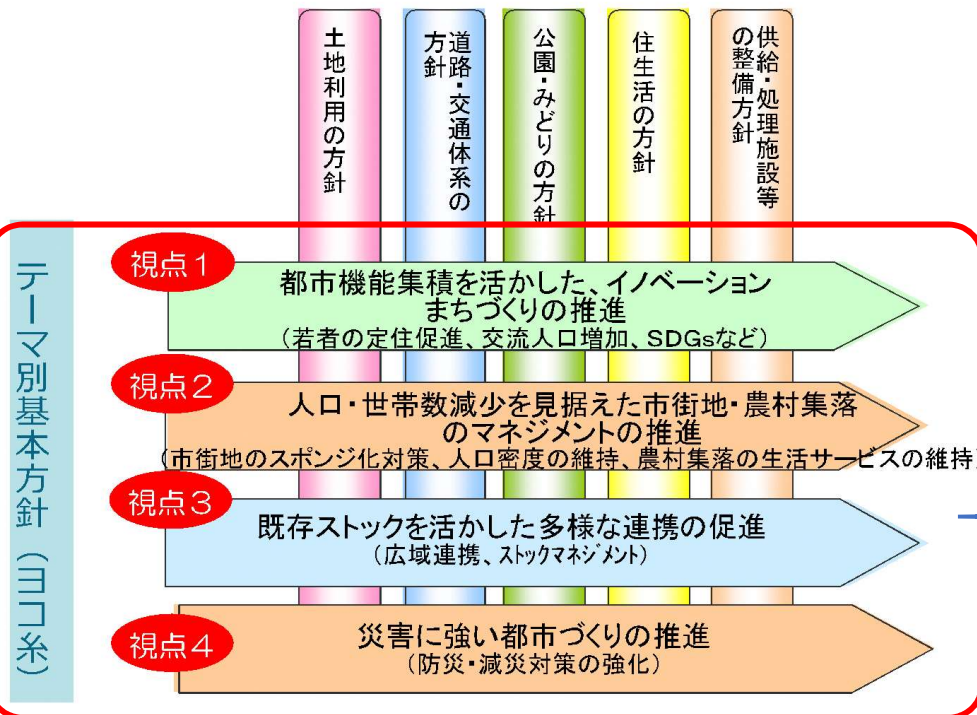 土地利用の方針
道路・交通体系の
方針
公園・みどりの方針
住生活の方針
供給・処理施設等
の整備方針
テーマ別基本方針（ヨコ糸）
視点１
都市機能集積を活かした、イノベーション
まちづくりの推進
（若者の定住促進、交流人口増加、SDGsなど）
視点２
人口・世帯数減少を見据えた市街地・農村集落
のマネジメントの推進
（市街地のスポンジ化対策、人口密度の維持、農村集落の生活サービスの維持）
視点３
既存ストックを活かした多様な連携の促進
（広域連携、ストックマネジメント）
視点４
災害に強い都市づくりの推進
（防災・減災対策の強化）